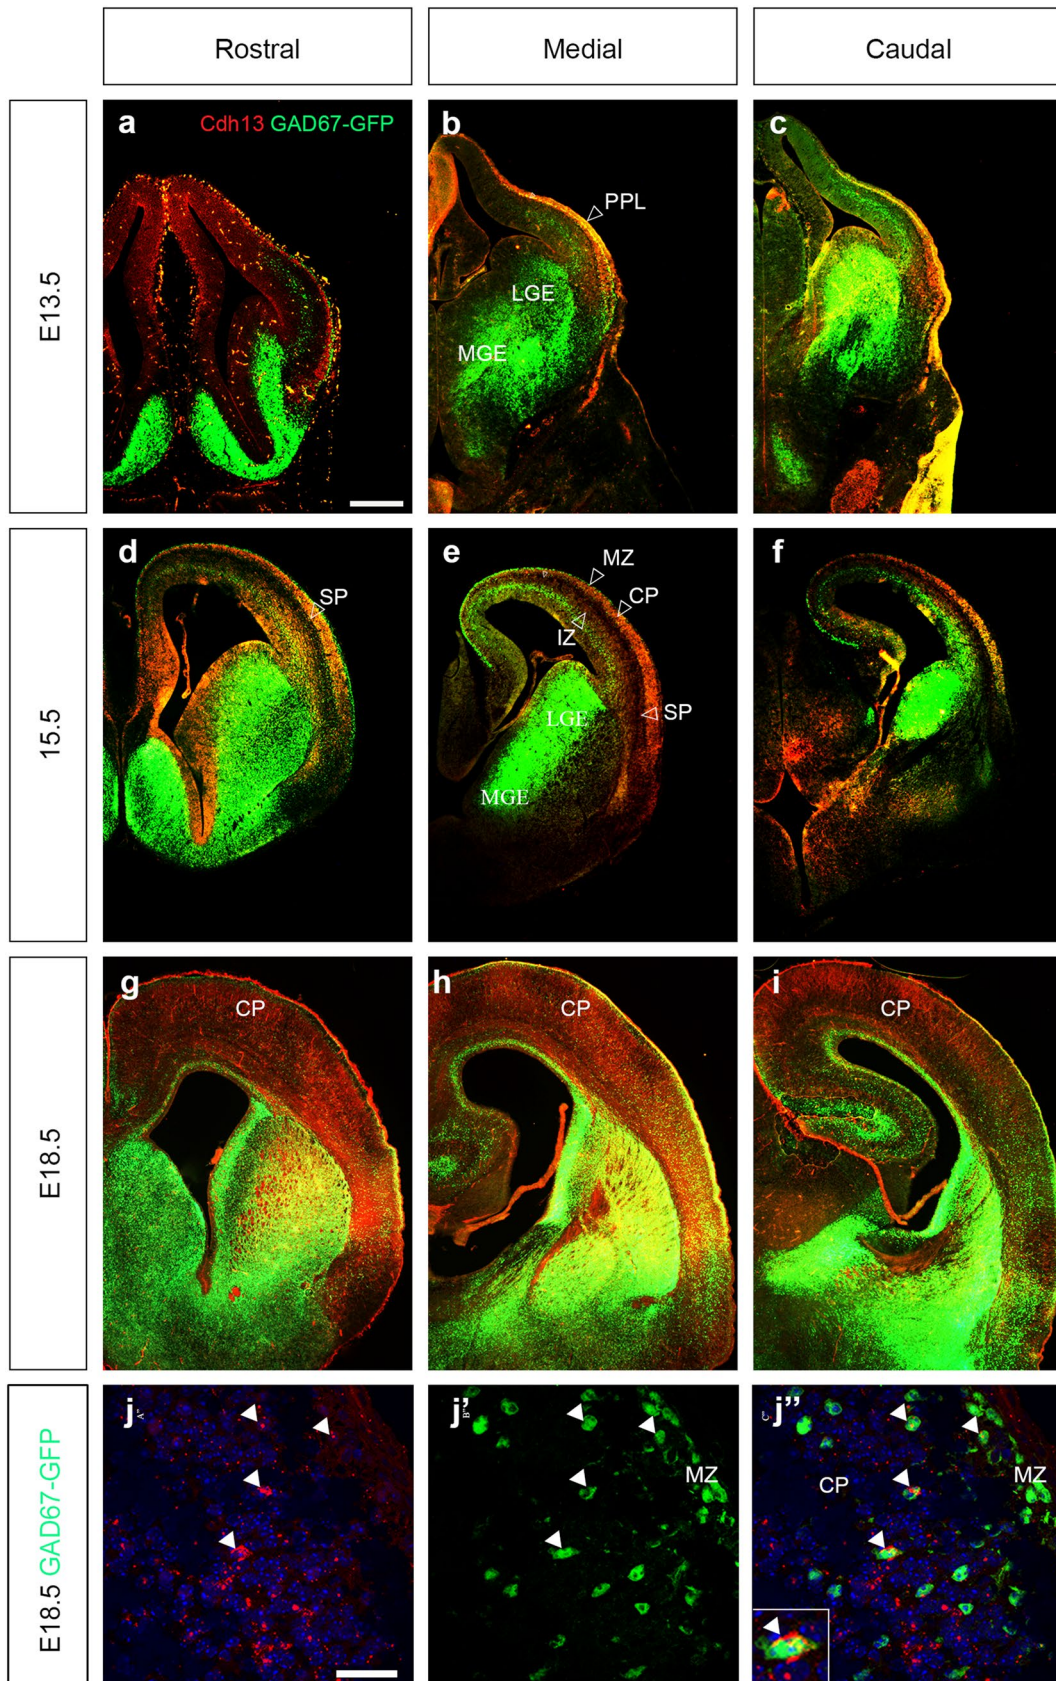 Rostral
Medial
Caudal
E13.5
a
Cdh13 GAD67-GFP
b
PPL
LGE
MGE
c
15.5
d
SP
e
MZ
CP
IZ
SP
LGE
MGE
f
E18.5
g
CP
h
CP
i
CP
E18.5 GAD67-GFP
j
A"
j’
B"
MZ
C"
j’’
CP
MZ